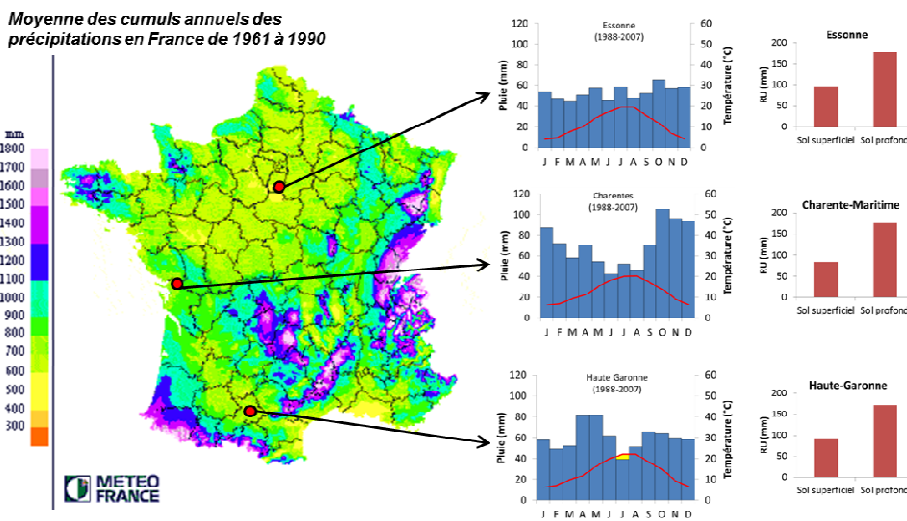 Moyenne des cumuls annuels des
précipitations en France de 1961 à 1990
mm
1800
1700
1600
1500
1300
1200
1100
1000
900
800
700
600
500
400
300
METEO
FRANCE
Essonne
(1988-2007)
Pluie (mm)
120
100
80
60
40
20
0
60
50
40
30
20
10
0
Température (°C)
J F M A M J J A S O N D
Essonne
RU (mm)
200
150
100
50
0
Sol superficiel Sol profond
Charentes
(1988-2007)
Pluie (mm)
120
100
80
60
40
20
0
60
50
40
30
20
10
0
Température (°C)
J F M A M J J A S O N D
Charente-Maritime
RU (mm)
200
150
100
50
0
Sol superficiel Sol profond
Haute Garonne
(1988-2007)
Pluie (mm)
120
100
80
60
40
20
0
60
50
40
30
20
10
0
Température (°C)
J F M A M J J A S O N D
Haute-Garonne
RU (mm)
200
150
100
50
0
Sol superficiel Sol profond